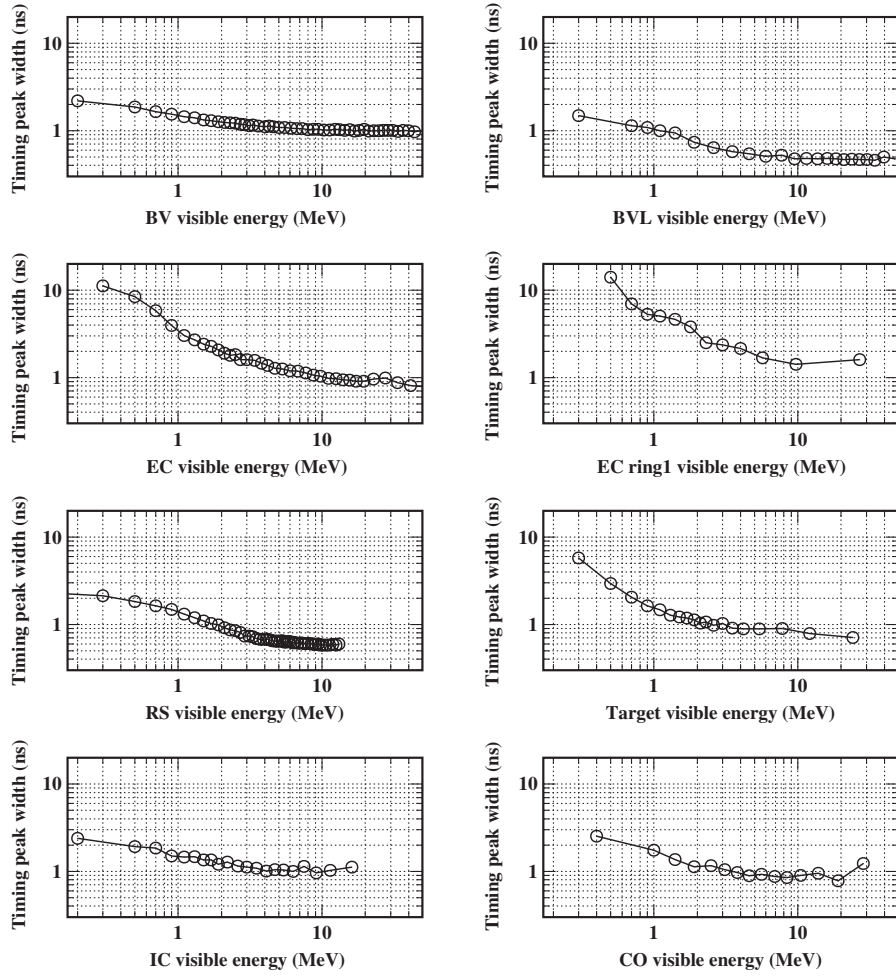 Timing peak width (ns)
10
1
1
10
BV visible energy (MeV)
Timing peak width (ns)
10
1
1
10
BVL visible energy (MeV)
Timing peak width (ns)
10
1
1
10
EC visible energy (MeV)
Timing peak width (ns)
10
1
1
10
EC ring1 visible energy (MeV)
Timing peak width (ns)
10
1
1
10
RS visible energy (MeV)
Timing peak width (ns)
10
1
1
10
Target visible energy (MeV)
Timing peak width (ns)
10
1
1
10
IC visible energy (MeV)
Timing peak width (ns)
10
1
1
10
CO visible energy (MeV)